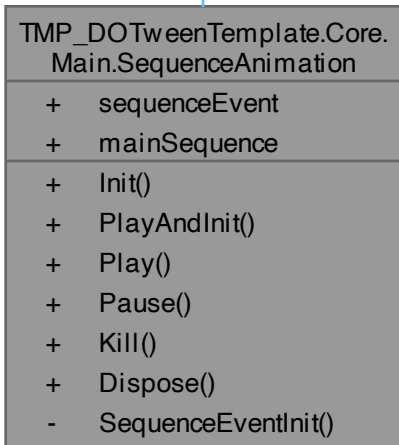 TMP_DOTweenTemplate.Core.
Main.SequenceAnimation
+ sequenceEvent
+ mainSequence
+ Init()
+ PlayAndInit()
+ Play()
+ Pause()
+ Kill()
+ Dispose()
- SequenceEventInit()